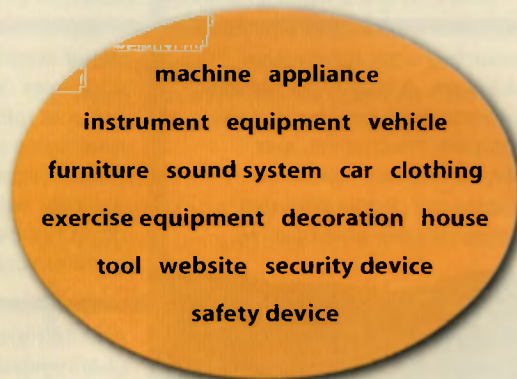 machine appliance
instrument equipment vehicle
furniture sound system car clothing
exercise equipment decoration house
tool website security device
safety device